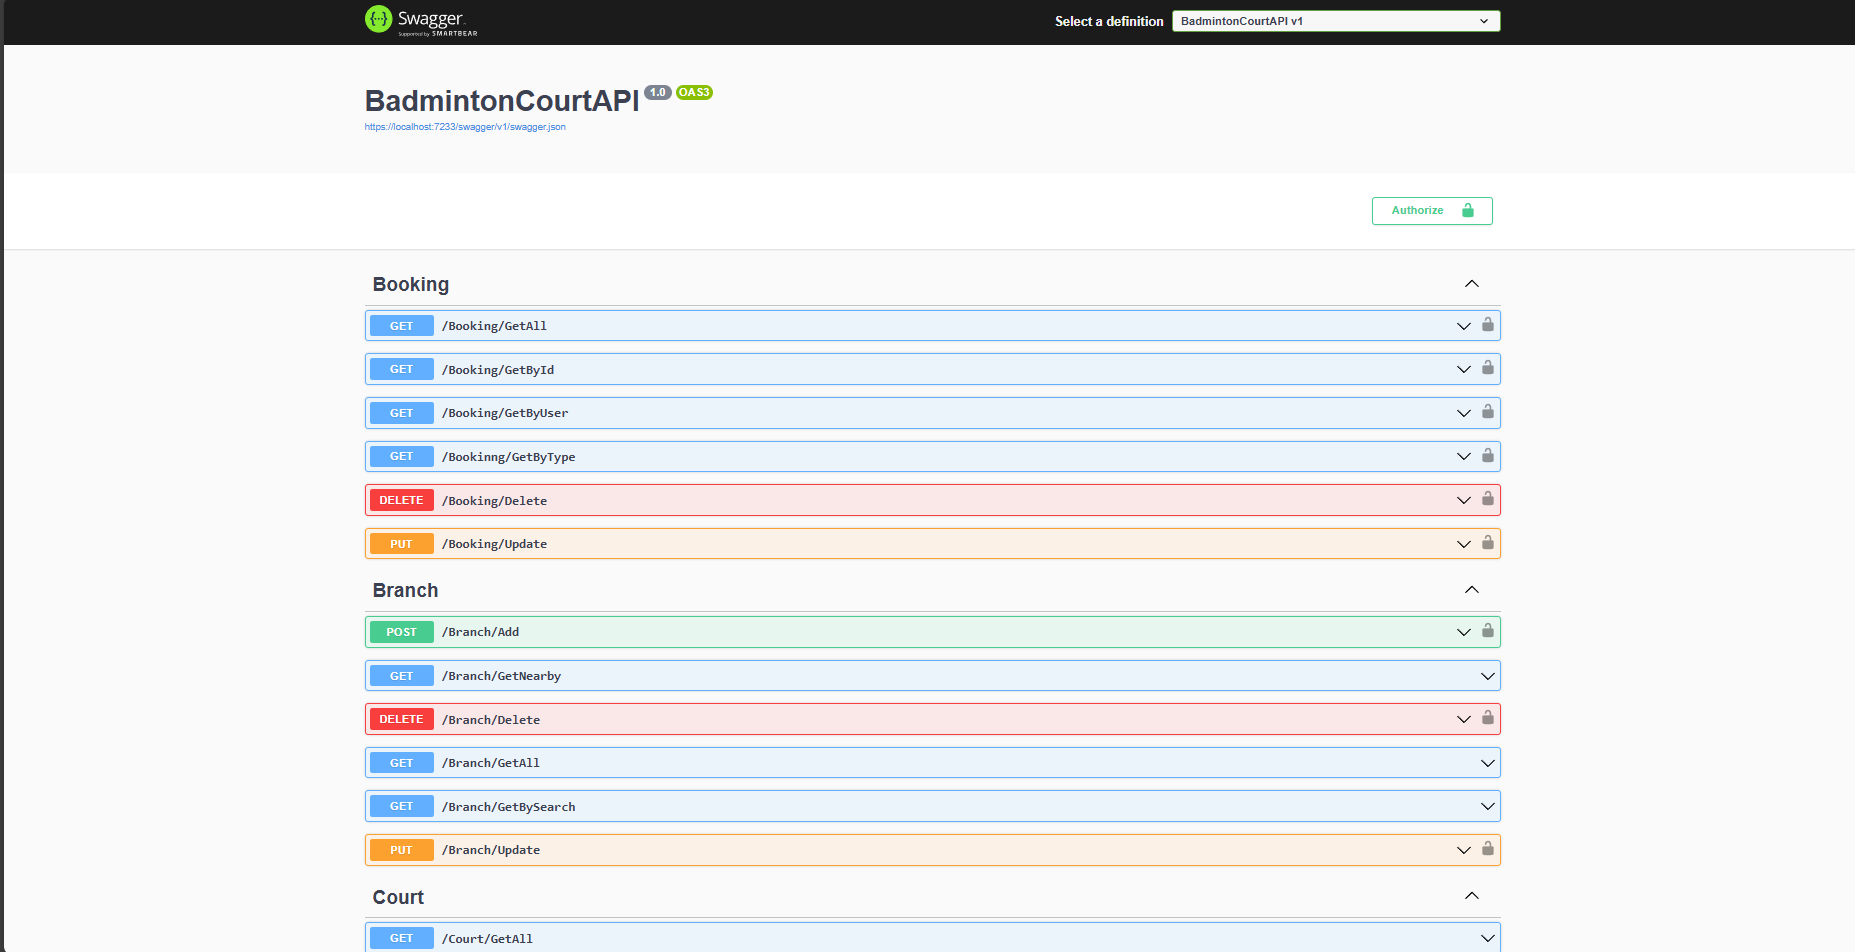 Swagger
Supported by SMARTBEAR
Select a definition
BadmintonCourtAPI v1
BadmintonCourtAPI 1.0 OAS3
https://localhost:7233/swagger/v1/swagger.json
Authorize
Booking
GET /Booking/GetAll
GET /Booking/GetById
GET /Booking/GetByUser
GET /Bookinng/GetByType
DELETE /Booking/Delete
PUT /Booking/Update
Branch
POST /Branch/Add
GET /Branch/GetNearby
DELETE /Branch/Delete
GET /Branch/GetAll
GET /Branch/GetBySearch
PUT /Branch/Update
Court
GET /Court/GetAll